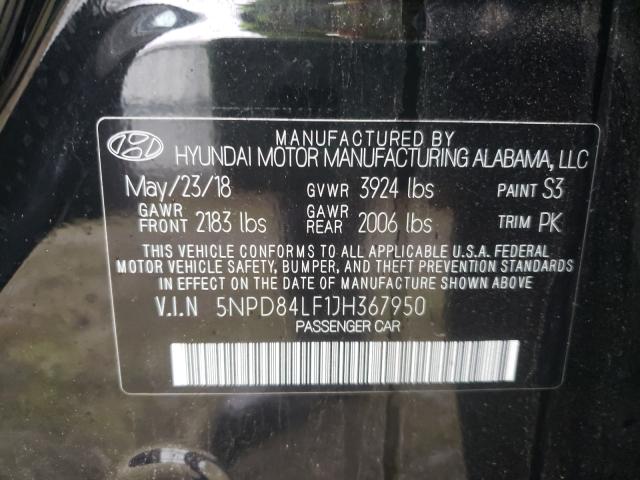 MANUFACTURED BY
HYUNDAI MOTOR MANUFACTURING ALABAMA, LLC
May/23/18 GVWR 3924 lbs PAINT S3
GAWR FRONT 2183 lbs GAWR REAR 2006 lbs TRIM PK
THIS VEHICLE CONFORMS TO ALL APPLICABLE U.S.A. FEDERAL
MOTOR VEHICLE SAFETY, BUMPER, AND THEFT PREVENTION STANDARDS
IN EFFECT ON THE DATE OF MANUFACTURE SHOWN ABOVE
V.I.N 5NPD84LF1JH367950
PASSENGER CAR